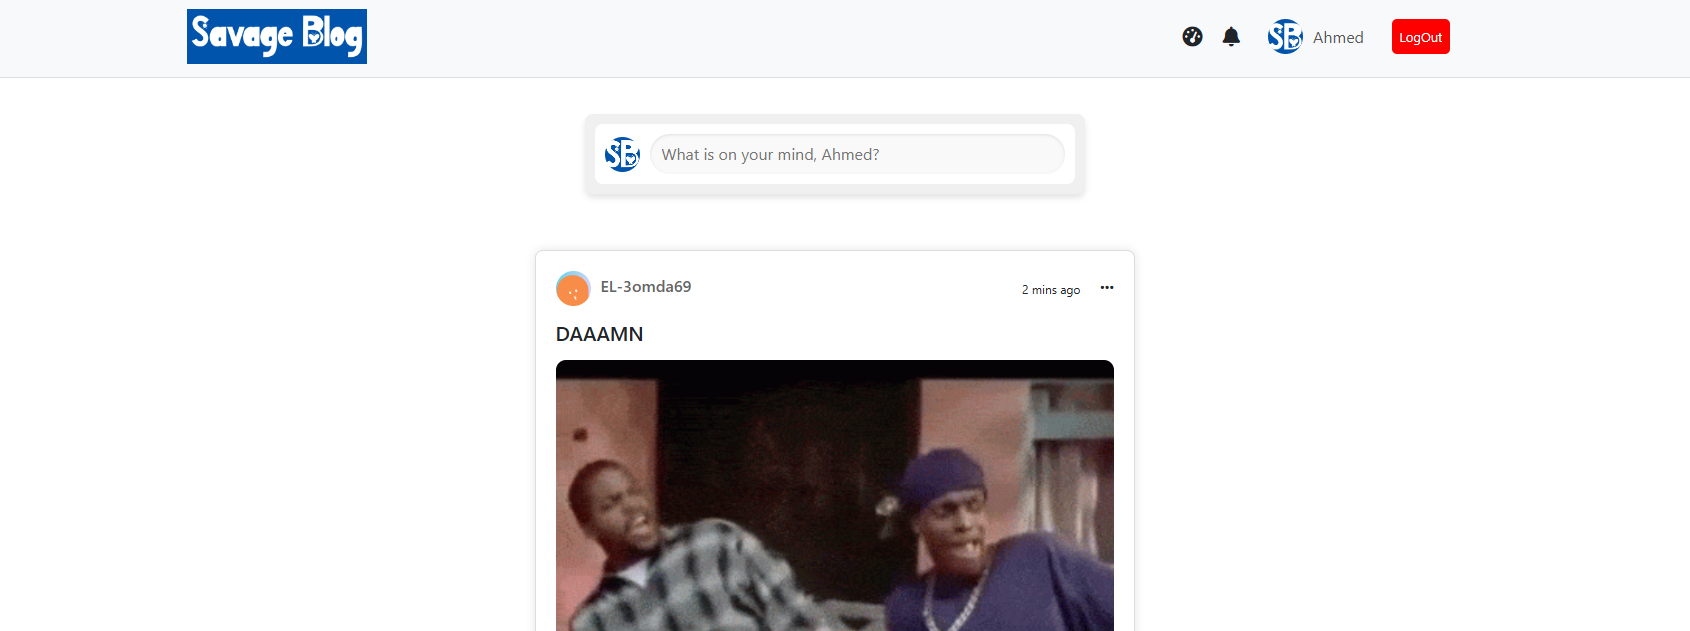 Savage Blog
SB
Ahmed
LogOut
SB
What is on your mind, Ahmed?
EL-3omda69
2 mins ago
DAAAMN